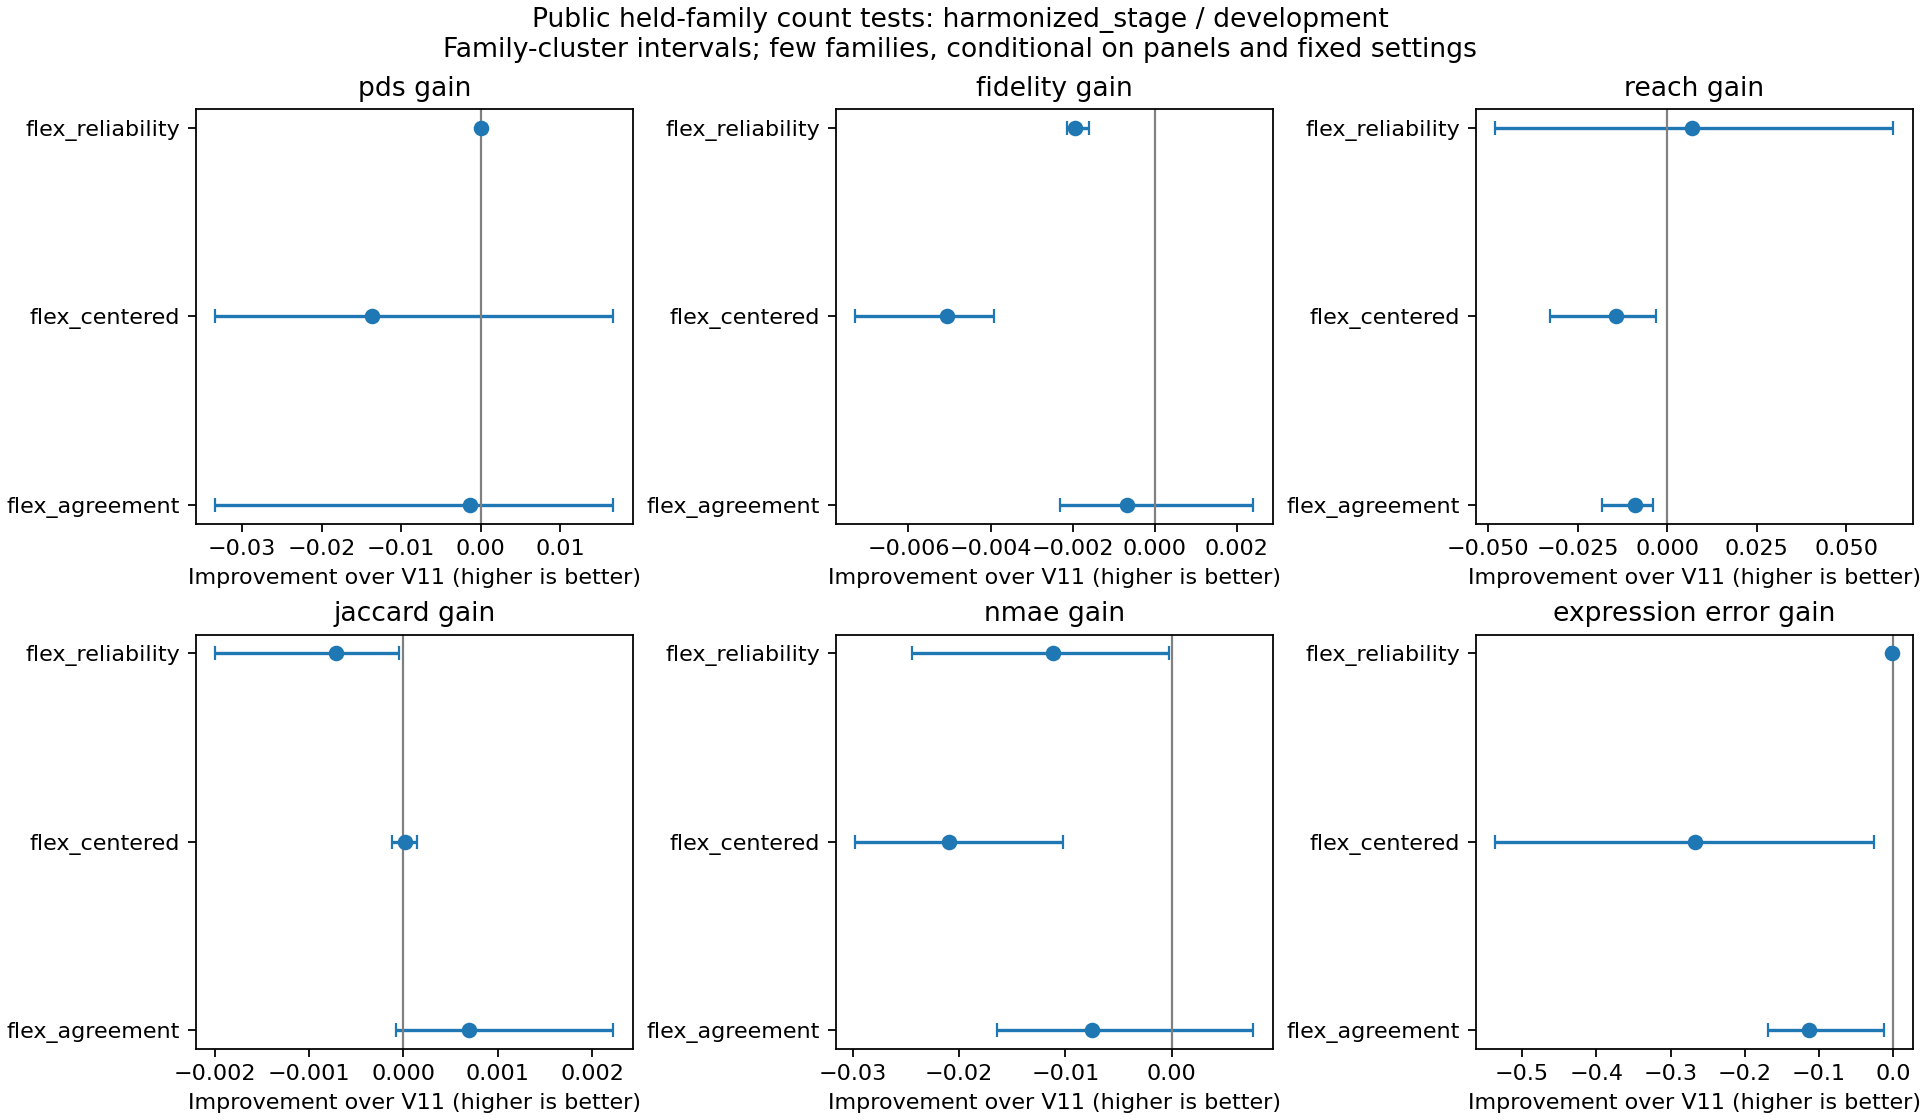 Public held-family count tests: harmonized_stage / development
Family-cluster intervals; few families, conditional on panels and fixed settings
pds gain
flex_reliability
flex_centered
flex_agreement
−0.03 −0.02 −0.01 0.00 0.01
Improvement over V11 (higher is better)
fidelity gain
flex_reliability
flex_centered
flex_agreement
−0.006 −0.004 −0.002 0.000 0.002
Improvement over V11 (higher is better)
reach gain
flex_reliability
flex_centered
flex_agreement
−0.050 −0.025 0.000 0.025 0.050
Improvement over V11 (higher is better)
jaccard gain
flex_reliability
flex_centered
flex_agreement
−0.002 −0.001 0.000 0.001 0.002
Improvement over V11 (higher is better)
nmae gain
flex_reliability
flex_centered
flex_agreement
−0.03 −0.02 −0.01 0.00
Improvement over V11 (higher is better)
expression error gain
flex_reliability
flex_centered
flex_agreement
−0.5 −0.4 −0.3 −0.2 −0.1 0.0
Improvement over V11 (higher is better)